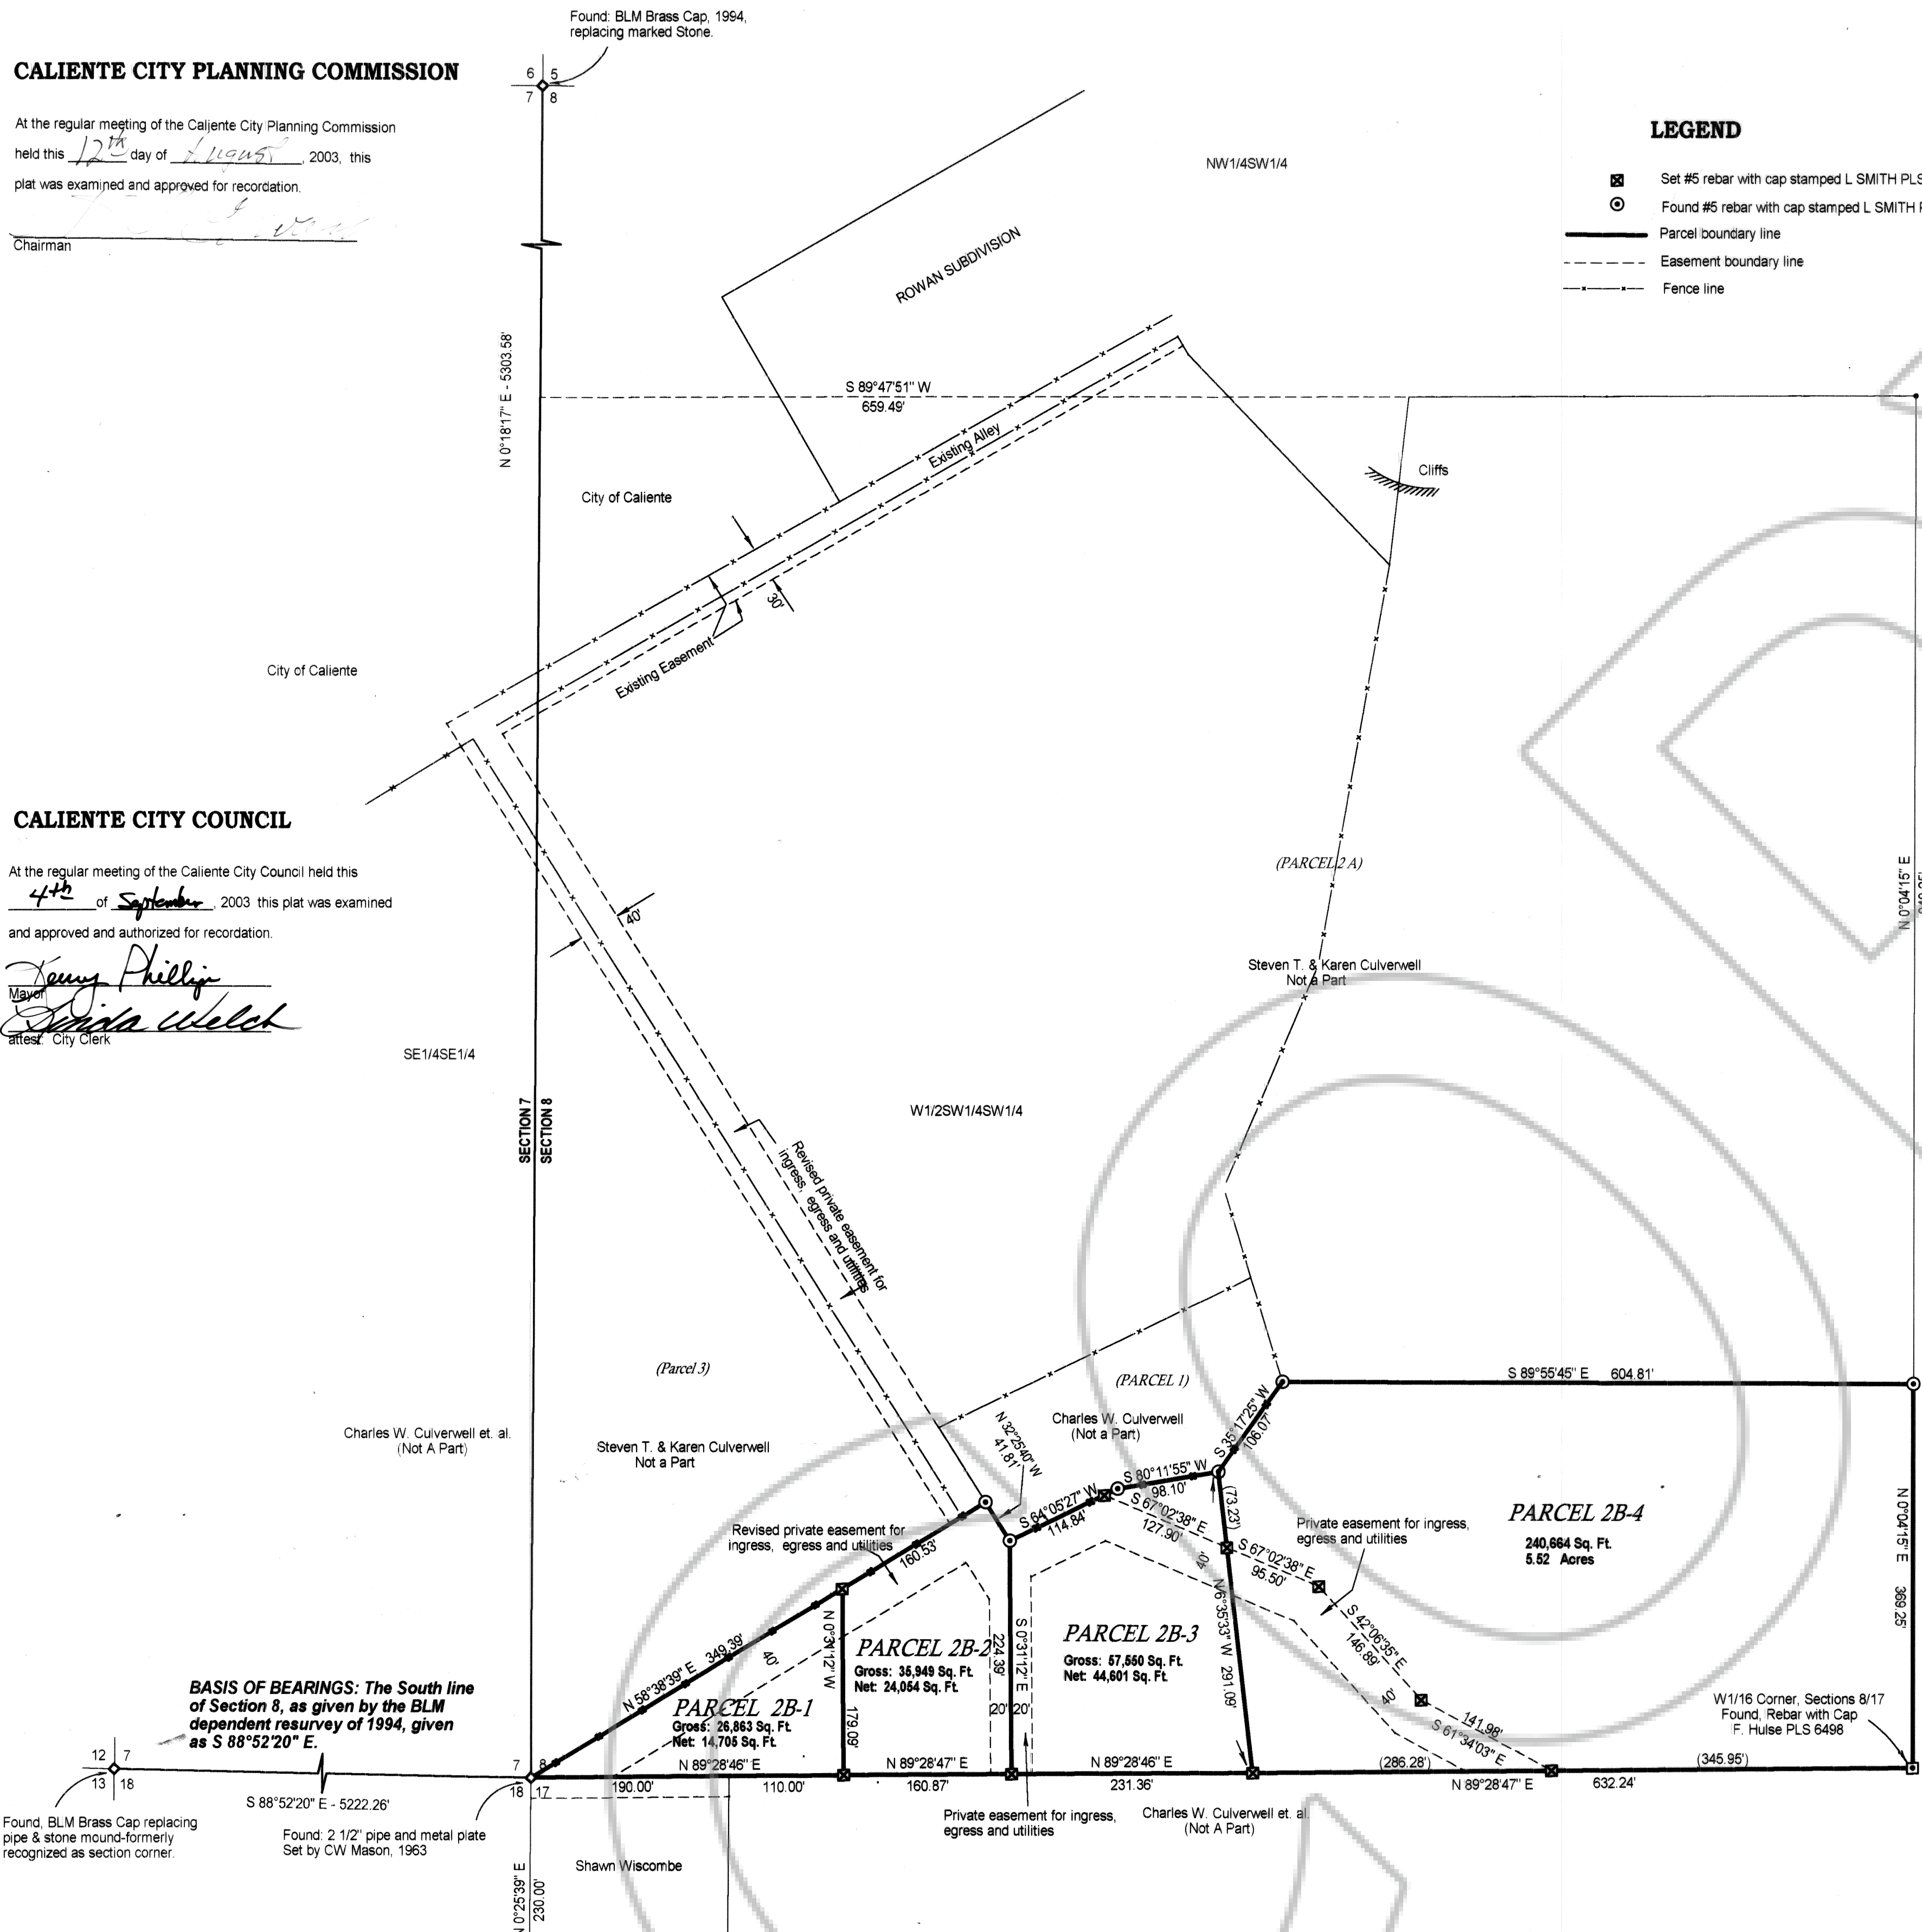 Found: BLM Brass Cap, 1994,
replacing marked Stone.
6 5
7 8
CALIENTE CITY PLANNING COMMISSION
At the regular meeting of the Caliente City Planning Commission
held this 12th day of August, 2003, this
plat was examined and approved for recordation.
Chairman
LEGEND
Set #5 rebar with cap stamped L SMITH PLS
Found #5 rebar with cap stamped L SMITH
Parcel boundary line
Easement boundary line
Fence line
NW1/4SW1/4
ROWAN SUBDIVISION
N 0°18'17" E - 5303.58'
S 89°47'51" W
659.49'
Existing Alley
City of Caliente
Cliffs
30'
Existing Easement
City of Caliente
CALIENTE CITY COUNCIL
At the regular meeting of the Caliente City Council held this
4th of September, 2003 this plat was examined
and approved and authorized for recordation.
Phillip
Mayor
Linda Welch
attest: City Clerk
40'
(PARCEL 2 A)
Steven T. & Karen Culverwell
Not a Part
N 0°04'15" E
SE1/4SE1/4
SECTION 7
SECTION 8
W1/2SW1/4SW1/4
Revised private easement for
ingress, egress and utilities
(Parcel 3)
Charles W. Culverwell et. al.
(Not A Part)
Steven T. & Karen Culverwell
Not a Part
(PARCEL 1)
Charles W. Culverwell
(Not a Part)
N 32°25'40" W
41.81'
S 89°55'45" E 604.81'
S 35°17'25" W
106.07'
S 80°11'55" W
98.10'
S 64°05'27" W
114.84'
S 67°02'38" E
127.90'
(73.23')
40'
S 67°02'38" E
95.50'
Private easement for ingress,
egress and utilities
PARCEL 2B-4
240,664 Sq. Ft.
5.52 Acres
N 0°04'15" E 369.25'
Revised private easement for
ingress, egress and utilities
160.53'
N 58°38'39" E 349.39'
40'
N 0°31'12" W
179.09'
PARCEL 2B-2
Gross: 35,949 Sq. Ft.
Net: 24,054 Sq. Ft.
224.39'
S 0°31'12" E
20' 20'
PARCEL 2B-3
Gross: 57,550 Sq. Ft.
Net: 44,601 Sq. Ft.
N 6°35'33" W 291.09'
S 42°06'35" E
146.89'
40'
141.98'
S 61°34'03" E
W1/16 Corner, Sections 8/17
Found, Rebar with Cap
F. Hulse PLS 6498
BASIS OF BEARINGS: The South line
of Section 8, as given by the BLM
dependent resurvey of 1994, given
as S 88°52'20" E.
PARCEL 2B-1
Gross: 26,863 Sq. Ft.
Net: 14,705 Sq. Ft.
12 7
13 18
7 8
18 17
N 89°28'46" E
190.00' 110.00'
N 89°28'47" E
160.87'
N 89°28'46" E
231.36'
(286.28')
N 89°28'47" E 632.24'
(345.95')
S 88°52'20" E - 5222.26'
Found, BLM Brass Cap replacing
pipe & stone mound-formerly
recognized as section corner.
Found: 2 1/2" pipe and metal plate
Set by CW Mason, 1963
Private easement for ingress,
egress and utilities
Charles W. Culverwell et. al.
(Not A Part)
Shawn Wiscombe
N 0°25'39" E
230.00'